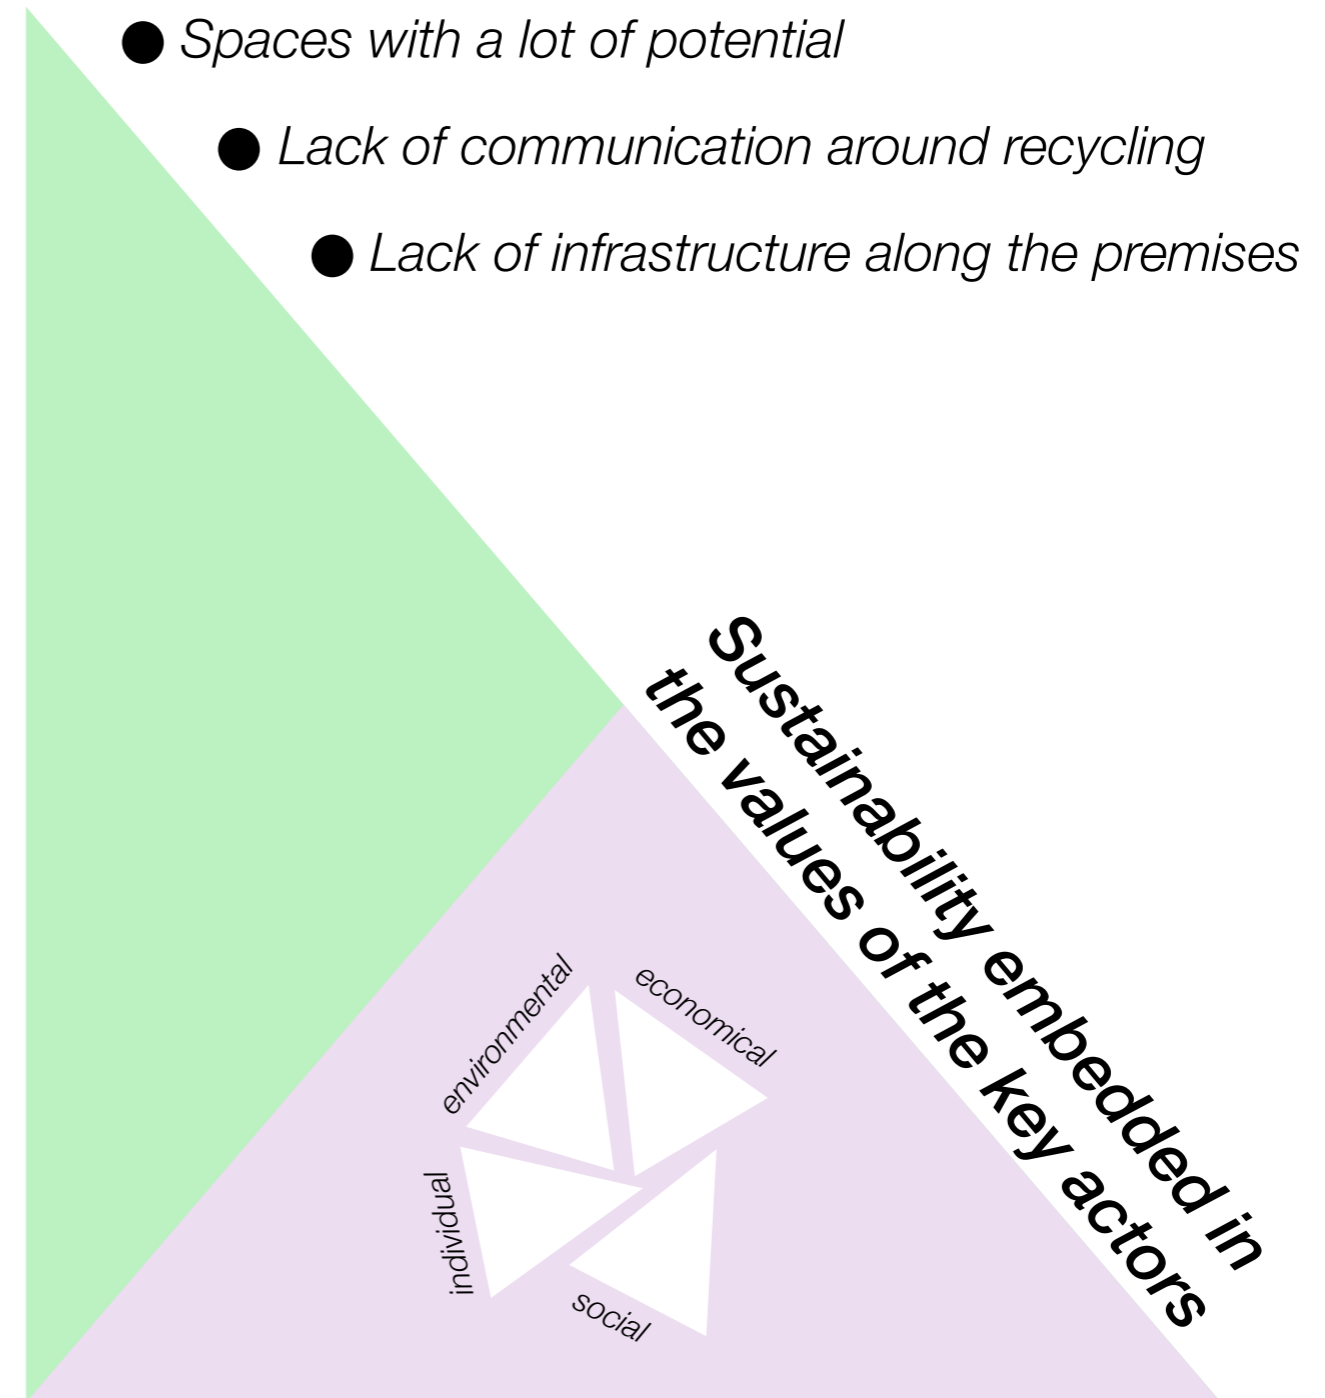 Spaces with a lot of potential
Lack of communication around recycling
Lack of infrastructure along the premises
Sustainability embedded in
the values of the key actors
environmental
economical
individual
social